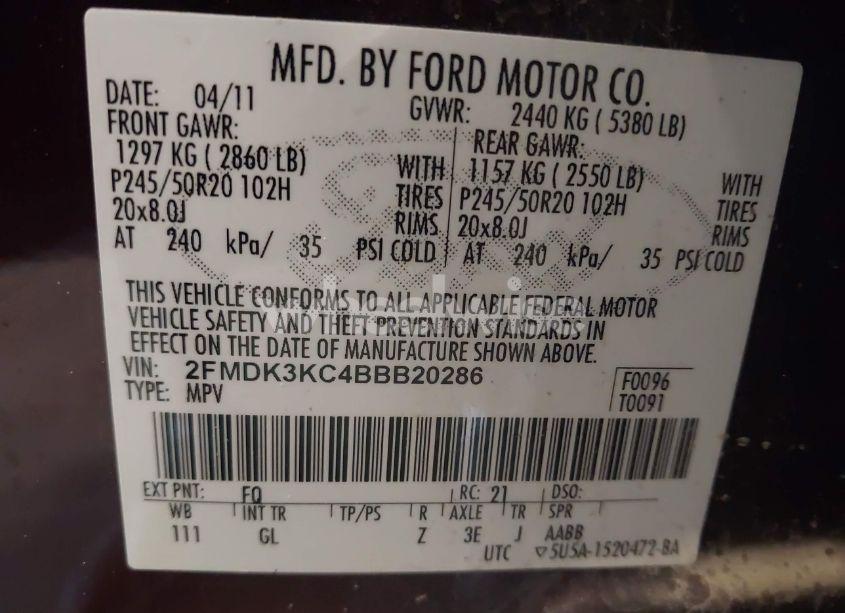 MFD. BY FORD MOTOR CO.
DATE: 04/11 GVWR: 2440 KG ( 5380 LB)
FRONT GAWR: REAR GAWR:
1297 KG ( 2860 LB) WITH 1157 KG ( 2550 LB) WITH
P245/50R20 102H TIRES P245/50R20 102H TIRES
20x8.0J RIMS 20x8.0J RIMS
AT 240 kPa/ 35 PSI COLD AT 240 kPa/ 35 PSI COLD
THIS VEHICLE CONFORMS TO ALL APPLICABLE FEDERAL MOTOR
VEHICLE SAFETY AND THEFT PREVENTION STANDARDS IN
EFFECT ON THE DATE OF MANUFACTURE SHOWN ABOVE.
VIN: 2FMDK3KC4BBB20286 F0096
TYPE: MPV T0091
EXT PNT: FQ RC: 21 DSO:
WB INT TR TP/PS R AXLE TR SPR
111 GL Z 3E J AABB
UTC ▽5U5A-1520472-BA